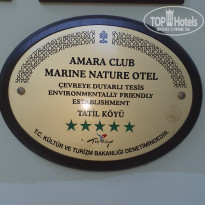 TOP HOTELS
AMARA CLUB
MARINE NATURE OTEL
ÇEVREYE DUYARLI TESİS
ENVIRONMENTALLY FRIENDLY
ESTABLISHMENT
TATİL KÖYÜ
Türkiye
T.C. KÜLTÜR VE TURİZM BAKANLIĞI DENETİMİNDEDİR.